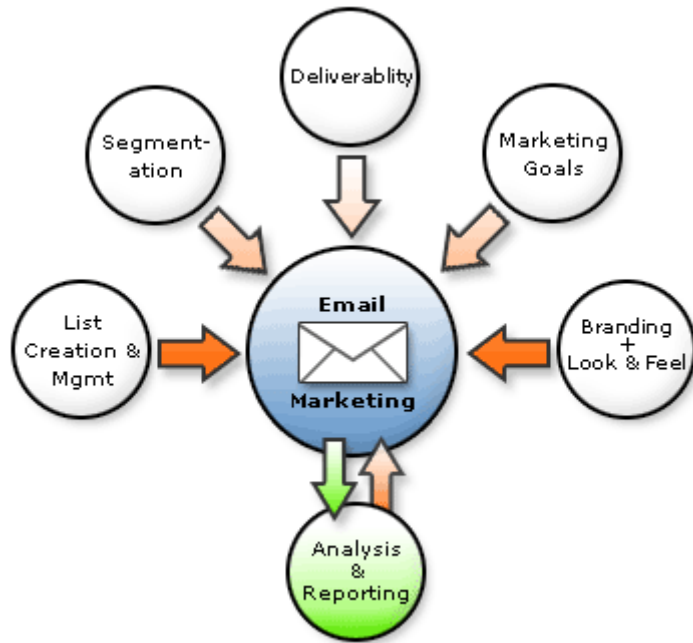 Deliverablity
Segment-
ation
Marketing
Goals
List
Creation &
Mgmt
Email
Marketing
Branding
+
Look & Feel
Analysis
&
Reporting